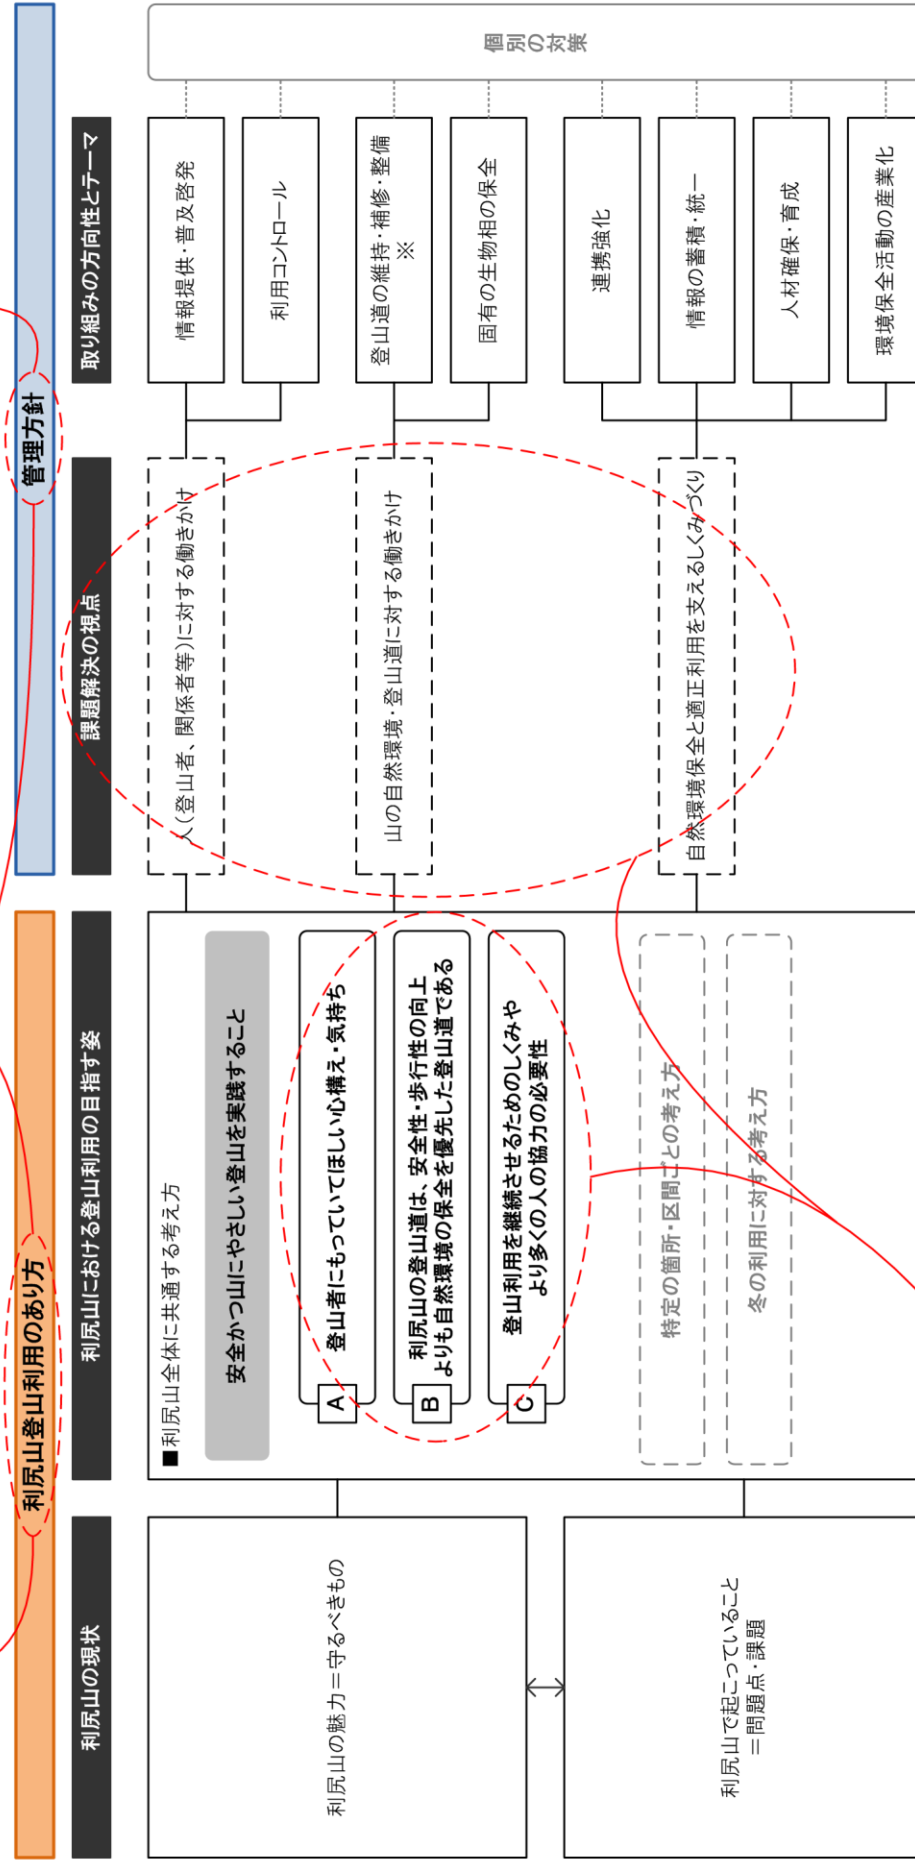 利尻山登山利用のあり方
管理方針
利尻山の現状
利尻山における登山利用の目指す姿
課題解決の視点
取り組みの方向性とテーマ
利尻山の魅力＝守るべきもの
利尻山で起こっていること
＝問題点・課題
■利尻山全体に共通する考え方
安全かつ山にやさしい登山を実践すること
A
登山者にもっていてほしい心構え・気持ち
B
利尻山の登山道は、安全性・歩行性の向上
よりも自然環境の保全を優先した登山道である
C
登山利用を継続させるためのしくみや
より多くの人の協力の必要性
特定の箇所・区間ごとの考え方
冬の利用に対する考え方
人（登山者、関係者等）に対する働きかけ
山の自然環境・登山道に対する働きかけ
自然環境保全と適正利用を支えるしくみづくり
情報提供・普及啓発
利用コントロール
登山道の維持・補修・整備
※
固有の生物相の保全
連携強化
情報の蓄積・統一
人材確保・育成
環境保全活動の産業化
個別の対策